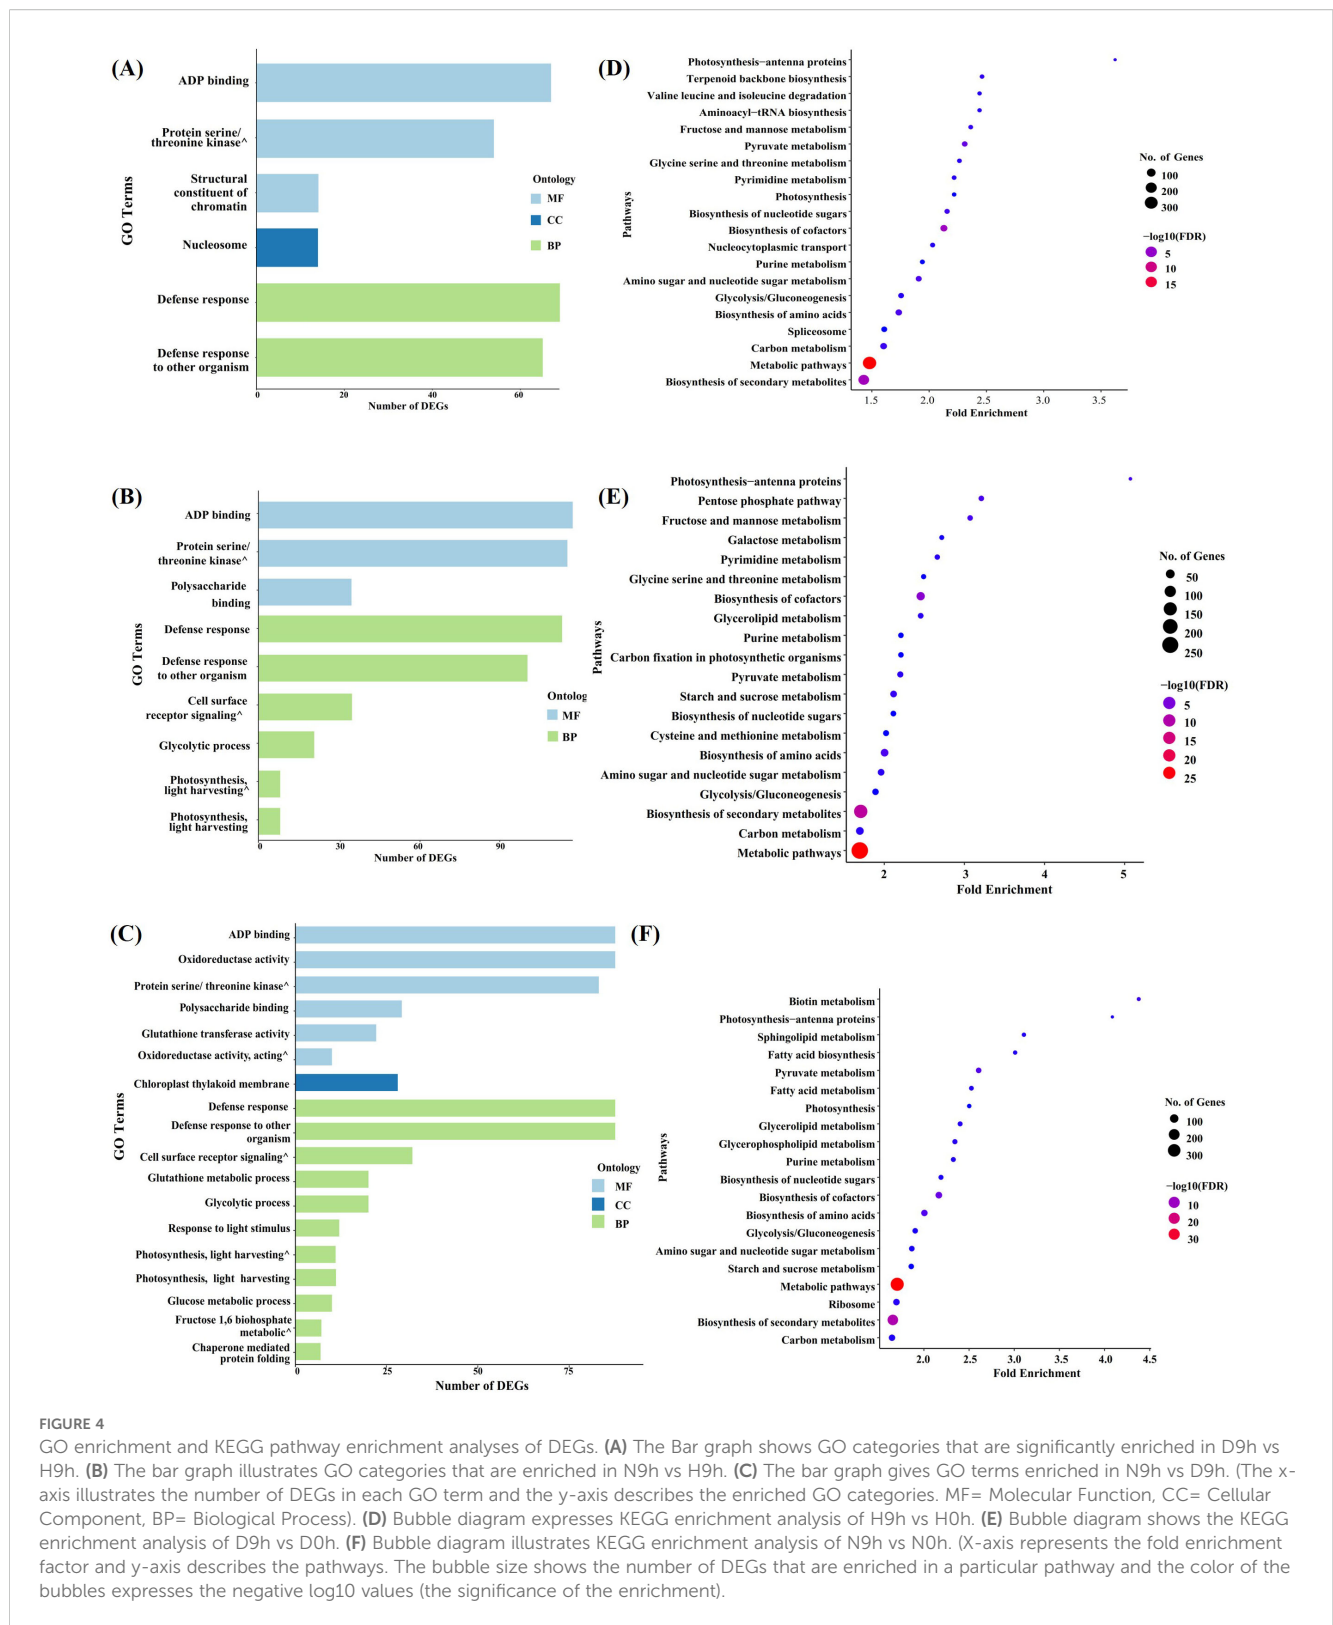 (A)
GO Terms
ADP binding
Protein serine/
threonine kinase^
Structural
constituent of
chromatin
Nucleosome
Defense response
Defense response
to other organism
0 20 40 60
Number of DEGs
Ontology
MF
CC
BP
(D)
Pathways
Photosynthesis−antenna proteins
Terpenoid backbone biosynthesis
Valine leucine and isoleucine degradation
Aminoacyl−tRNA biosynthesis
Fructose and mannose metabolism
Pyruvate metabolism
Glycine serine and threonine metabolism
Pyrimidine metabolism
Photosynthesis
Biosynthesis of nucleotide sugars
Biosynthesis of cofactors
Nucleocytoplasmic transport
Purine metabolism
Amino sugar and nucleotide sugar metabolism
Glycolysis/Gluconeogenesis
Biosynthesis of amino acids
Spliceosome
Carbon metabolism
Metabolic pathways
Biosynthesis of secondary metabolites
1.5 2.0 2.5 3.0 3.5
Fold Enrichment
No. of Genes
100
200
300
−log10(FDR)
5
10
15
(B)
GO Terms
ADP binding
Protein serine/
threonine kinase^
Polysaccharide
binding
Defense response
Defense response
to other organism
Cell surface
receptor signaling^
Glycolytic process
Photosynthesis,
light harvesting^
Photosynthesis,
light harvesting
0 30 60 90
Number of DEGs
Ontolog
MF
BP
(E)
Pathways
Photosynthesis−antenna proteins
Pentose phosphate pathway
Fructose and mannose metabolism
Galactose metabolism
Pyrimidine metabolism
Glycine serine and threonine metabolism
Biosynthesis of cofactors
Glycerolipid metabolism
Purine metabolism
Carbon fixation in photosynthetic organisms
Pyruvate metabolism
Starch and sucrose metabolism
Biosynthesis of nucleotide sugars
Cysteine and methionine metabolism
Biosynthesis of amino acids
Amino sugar and nucleotide sugar metabolism
Glycolysis/Gluconeogenesis
Biosynthesis of secondary metabolites
Carbon metabolism
Metabolic pathways
2 3 4 5
Fold Enrichment
No. of Genes
50
100
150
200
250
−log10(FDR)
5
10
15
20
25
(C)
GO Terms
ADP binding
Oxidoreductase activity
Protein serine/ threonine kinase^
Polysaccharide binding
Glutathione transferase activity
Oxidoreductase activity, acting^
Chloroplast thylakoid membrane
Defense response
Defense response to other
organism
Cell surface receptor signaling^
Glutathione metabolic process
Glycolytic process
Response to light stimulus
Photosynthesis, light harvesting^
Photosynthesis, light harvesting
Glucose metabolic process
Fructose 1,6 biohosphate
metabolic^
Chaperone mediated
protein folding
0 25 50 75
Number of DEGs
Ontology
MF
CC
BP
(F)
Pathways
Biotin metabolism
Photosynthesis−antenna proteins
Sphingolipid metabolism
Fatty acid biosynthesis
Pyruvate metabolism
Fatty acid metabolism
Photosynthesis
Glycerolipid metabolism
Glycerophospholipid metabolism
Purine metabolism
Biosynthesis of nucleotide sugars
Biosynthesis of cofactors
Biosynthesis of amino acids
Glycolysis/Gluconeogenesis
Amino sugar and nucleotide sugar metabolism
Starch and sucrose metabolism
Metabolic pathways
Ribosome
Biosynthesis of secondary metabolites
Carbon metabolism
2.0 2.5 3.0 3.5 4.0 4.5
Fold Enrichment
No. of Genes
100
200
300
−log10(FDR)
10
20
30
FIGURE 4
GO enrichment and KEGG pathway enrichment analyses of DEGs. (A) The Bar graph shows GO categories that are significantly enriched in D9h vs
H9h. (B) The bar graph illustrates GO categories that are enriched in N9h vs H9h. (C) The bar graph gives GO terms enriched in N9h vs D9h. (The x-
axis illustrates the number of DEGs in each GO term and the y-axis describes the enriched GO categories. MF= Molecular Function, CC= Cellular
Component, BP= Biological Process). (D) Bubble diagram expresses KEGG enrichment analysis of H9h vs H0h. (E) Bubble diagram shows the KEGG
enrichment analysis of D9h vs D0h. (F) Bubble diagram illustrates KEGG enrichment analysis of N9h vs N0h. (X-axis represents the fold enrichment
factor and y-axis describes the pathways. The bubble size shows the number of DEGs that are enriched in a particular pathway and the color of the
bubbles expresses the negative log10 values (the significance of the enrichment).